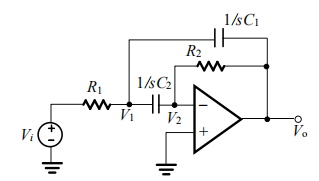 1/sC₁
R₂
R₁
1/sC₂
V₁
V₂
−
+
Vᵢ
+
−
Vₒ